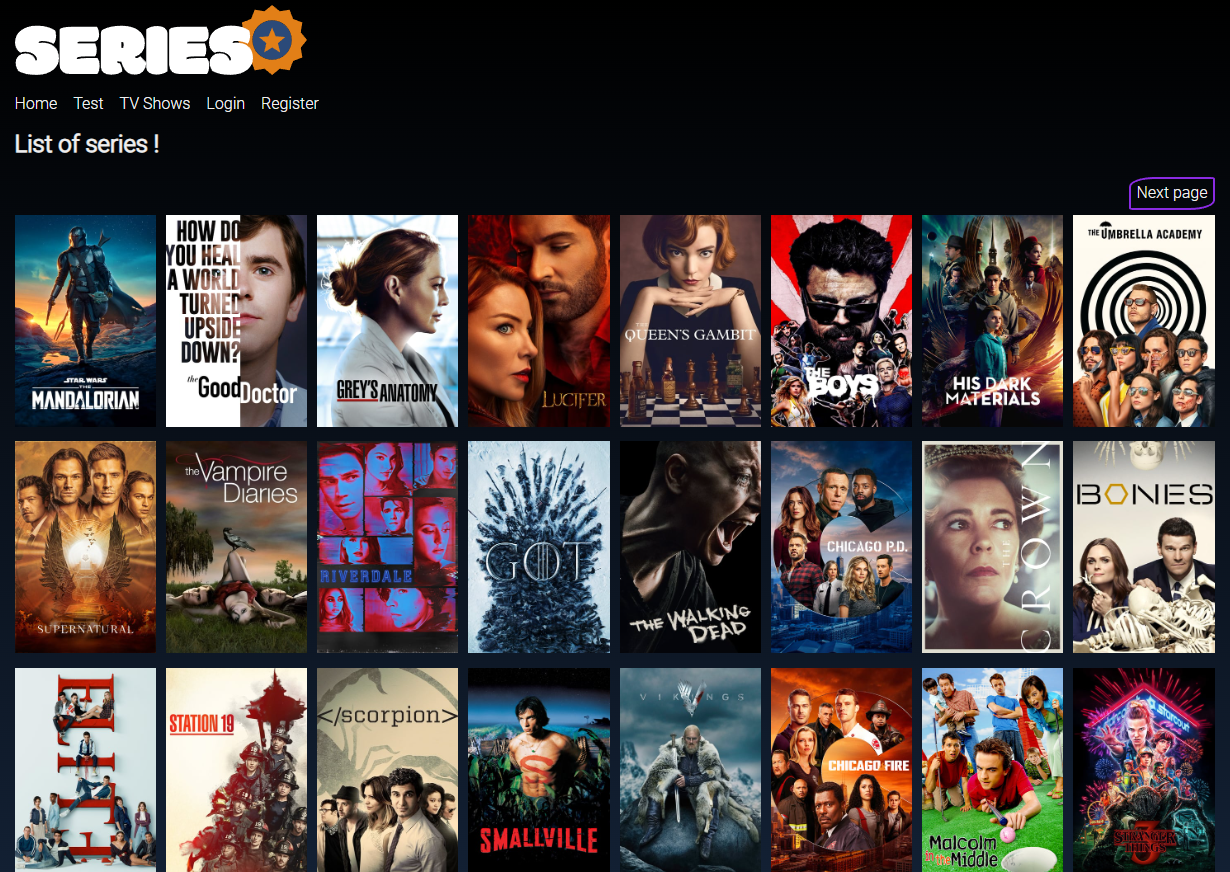 SERIES
Home Test TV Shows Login Register
List of series !
Next page
STAR WARS
THE
MANDALORIAN
HOW DO
YOU HEAL
A WORLD
TURNED
UPSIDE
DOWN?
the Good Doctor
GREY'S ANATOMY
LUCIFER
THE
QUEEN'S GAMBIT
THE
BOYS
HIS DARK
MATERIALS
THE UMBRELLA ACADEMY
SUPERNATURAL
the Vampire
Diaries
RIVERDALE
GOT
THE WALKING
DEAD
CHICAGO P.D.
THE
CROWN
BONES
ELITE
STATION 19
</scorpion>
SMALLVILLE
VIKINGS
CHICAGO FIRE
Malcolm
in the Middle
starcourt
STRANGER
THINGS
3